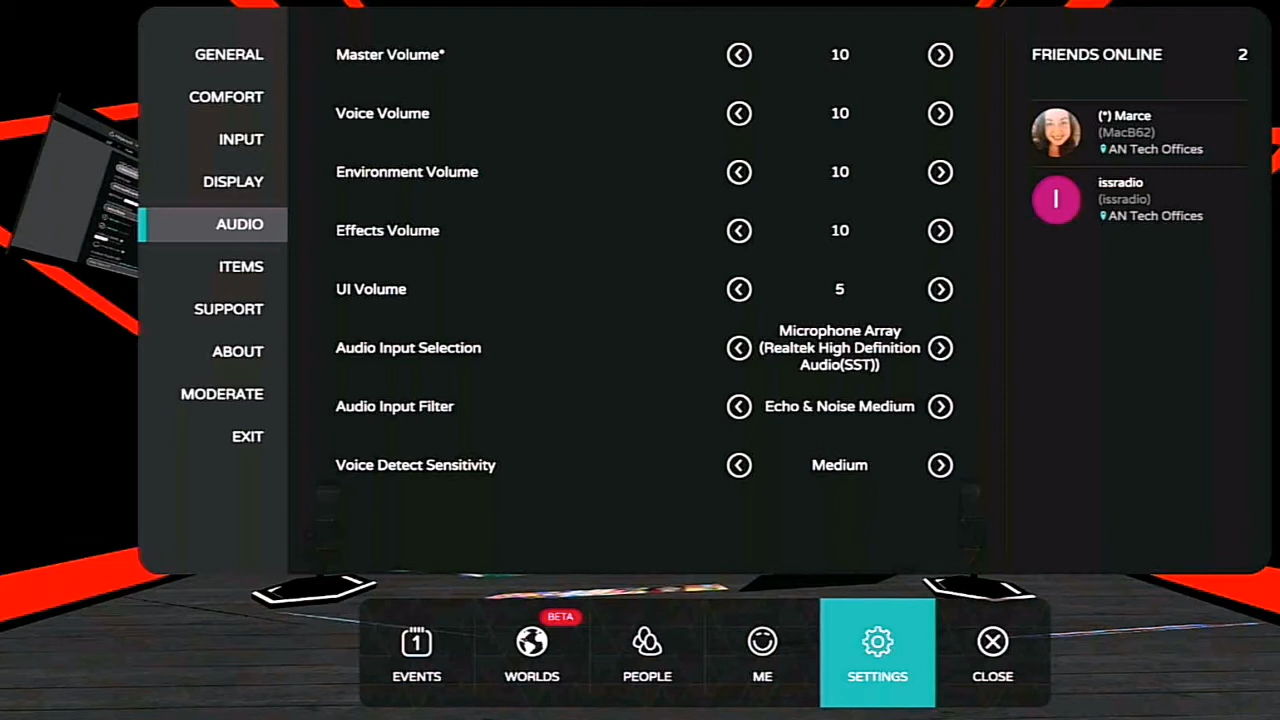 GENERAL
COMFORT
INPUT
DISPLAY
AUDIO
ITEMS
SUPPORT
ABOUT
MODERATE
EXIT
Master Volume* 10
Voice Volume 10
Environment Volume 10
Effects Volume 10
UI Volume 5
Audio Input Selection
Microphone Array
(Realtek High Definition
Audio(SST))
Audio Input Filter Echo & Noise Medium
Voice Detect Sensitivity Medium
FRIENDS ONLINE 2
(*) Marce
(MacB62)
AN Tech Offices
I
issradio
(issradio)
AN Tech Offices
1
EVENTS
BETA
WORLDS
PEOPLE
ME
SETTINGS
CLOSE